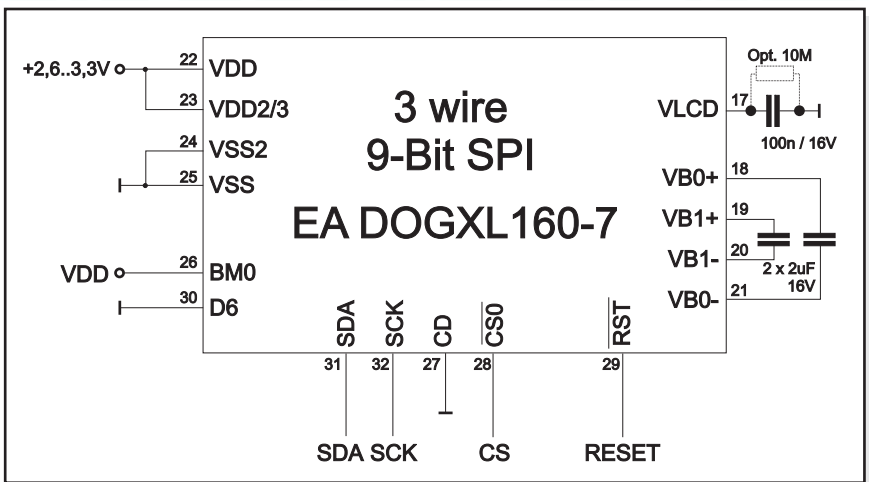 +2,6..3,3V
22 VDD
23 VDD2/3
24 VSS2
25 VSS
VDD
26 BM0
30 D6
3 wire
9-Bit SPI
EA DOGXL160-7
Opt. 10M
VLCD 17
100n / 16V
VB0+ 18
VB1+ 19
VB1- 20
2 x 2uF
16V
VB0- 21
SDA SCK CD CS0 RST
31 32 27 28 29
SDA SCK CS RESET